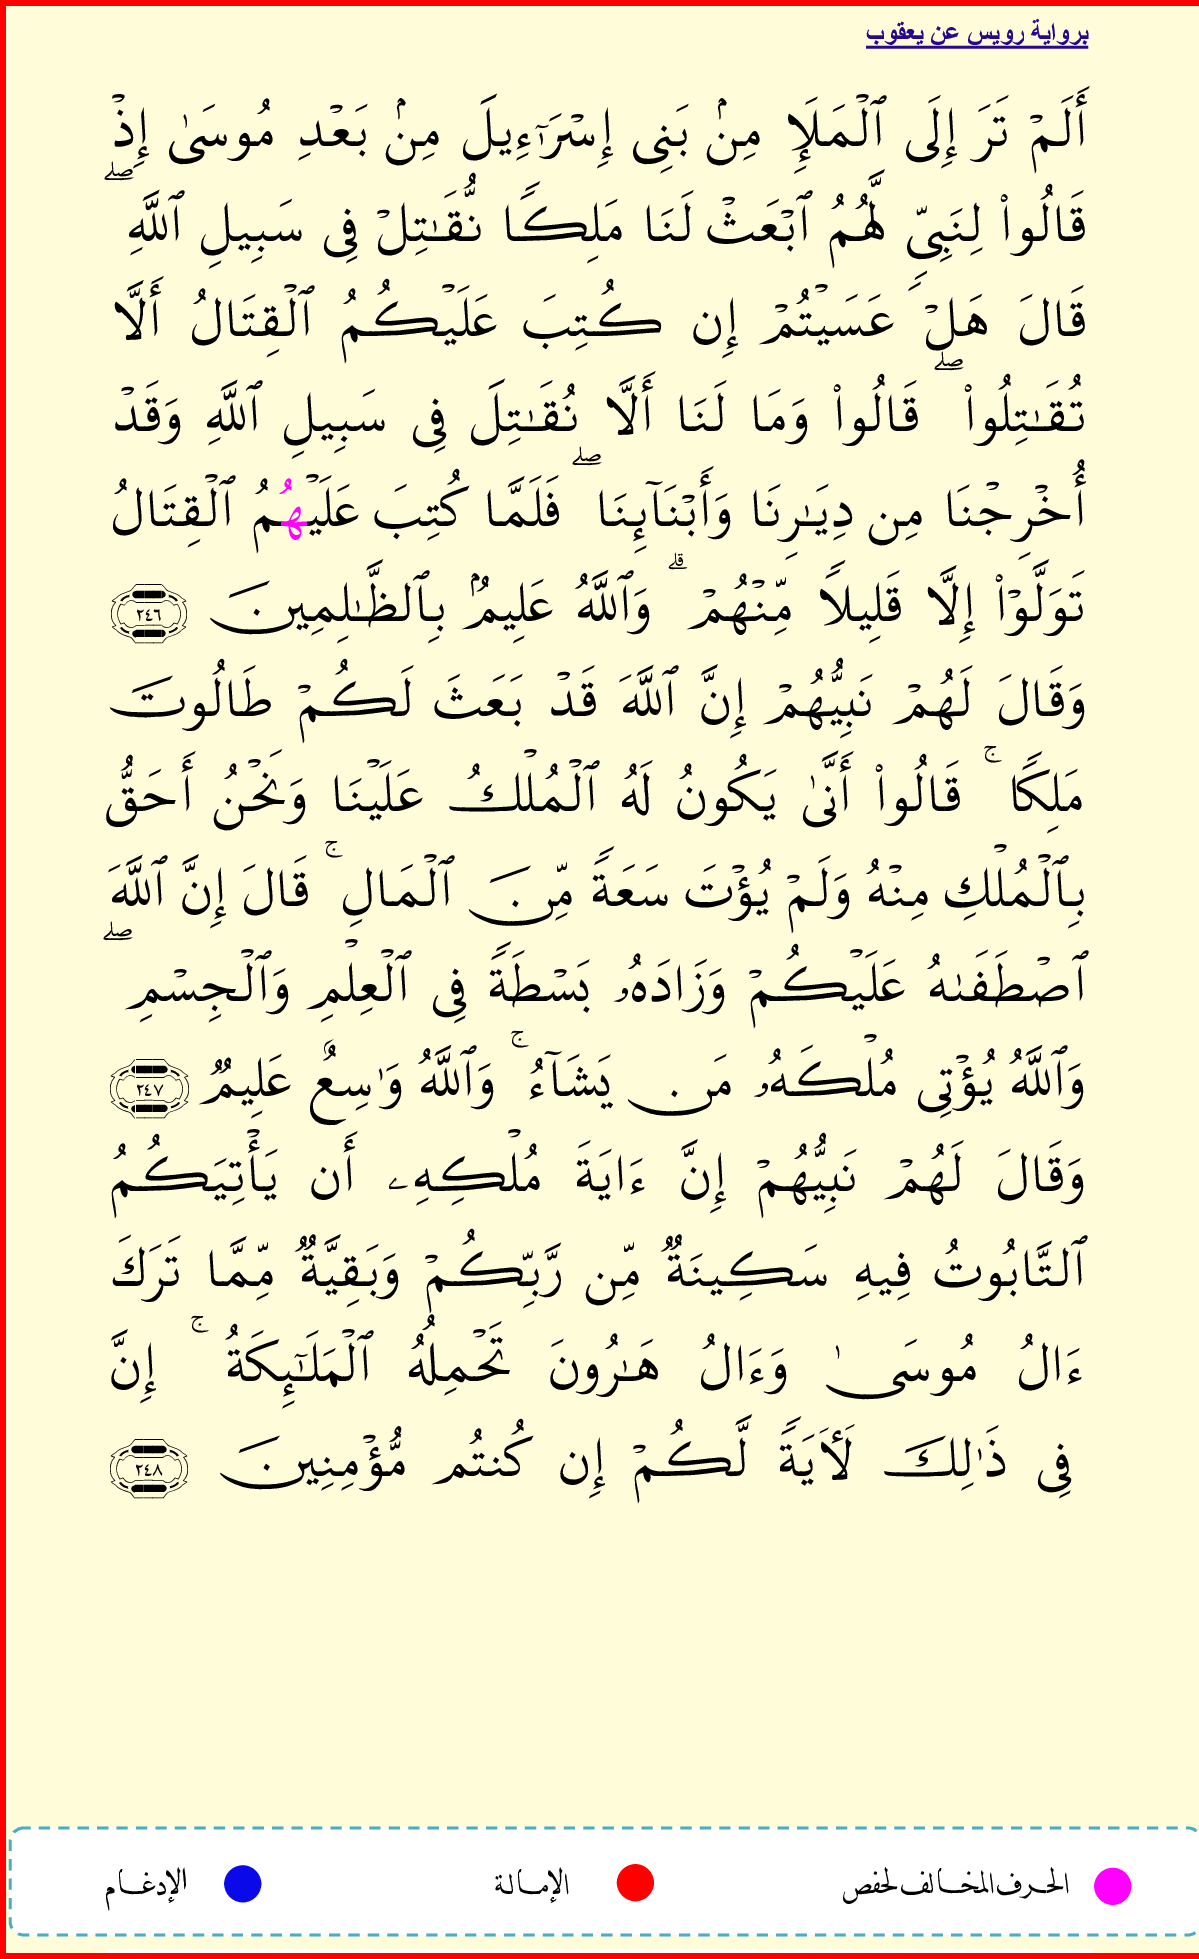 برواية رويس عن يعقوب
أَلَمۡ تَرَ إِلَى ٱلۡمَلَإِ مِنۢ بَنِىٓ إِسۡرَٰٓءِيلَ مِنۢ بَعۡدِ مُوسَىٰٓ إِذۡ
قَالُواْ لِنَبِىّٖ لَّهُمُ ٱبۡعَثۡ لَنَا مَلِكٗا نُّقَٰتِلۡ فِى سَبِيلِ ٱللَّهِۖ
قَالَ هَلۡ عَسَيۡتُمۡ إِن كُتِبَ عَلَيۡكُمُ ٱلۡقِتَالُ أَلَّا
تُقَٰتِلُواْۖ قَالُواْ وَمَا لَنَا أَلَّا نُقَٰتِلَ فِى سَبِيلِ ٱللَّهِ وَقَدۡ
أُخۡرِجۡنَا مِن دِيَٰرِنَا وَأَبۡنَآئِنَاۖ فَلَمَّا كُتِبَ عَلَيۡهُمُ ٱلۡقِتَالُ
تَوَلَّوۡاْ إِلَّا قَلِيلٗا مِّنۡهُمۡۗ وَٱللَّهُ عَلِيمُۢ بِٱلظَّٰلِمِينَ ٢٤٦
وَقَالَ لَهُمۡ نَبِيُّهُمۡ إِنَّ ٱللَّهَ قَدۡ بَعَثَ لَكُمۡ طَالُوتَ
مَلِكٗاۚ قَالُواْ أَنَّىٰ يَكُونُ لَهُ ٱلۡمُلۡكُ عَلَيۡنَا وَنَحۡنُ أَحَقُّ
بِٱلۡمُلۡكِ مِنۡهُ وَلَمۡ يُؤۡتَ سَعَةٗ مِّنَ ٱلۡمَالِۚ قَالَ إِنَّ ٱللَّهَ
ٱصۡطَفَىٰهُ عَلَيۡكُمۡ وَزَادَهُۥ بَسۡطَةٗ فِى ٱلۡعِلۡمِ وَٱلۡجِسۡمِۖ
وَٱللَّهُ يُؤۡتِى مُلۡكَهُۥ مَن يَشَآءُۚ وَٱللَّهُ وَٰسِعٌ عَلِيمٞ ٢٤٧
وَقَالَ لَهُمۡ نَبِيُّهُمۡ إِنَّ ءَايَةَ مُلۡكِهِۦ أَن يَأۡتِيَكُمُ
ٱلتَّابُوتُ فِيهِ سَكِينَةٞ مِّن رَّبِّكُمۡ وَبَقِيَّةٞ مِّمَّا تَرَكَ
ءَالُ مُوسَىٰ وَءَالُ هَٰرُونَ تَحۡمِلُهُ ٱلۡمَلَٰٓئِكَةُۚ إِنَّ
فِى ذَٰلِكَ لَأٓيَةٗ لَّكُمۡ إِن كُنتُم مُّؤۡمِنِينَ ٢٤٨
الحرف المخالف لحفص الإمالة الإدغام